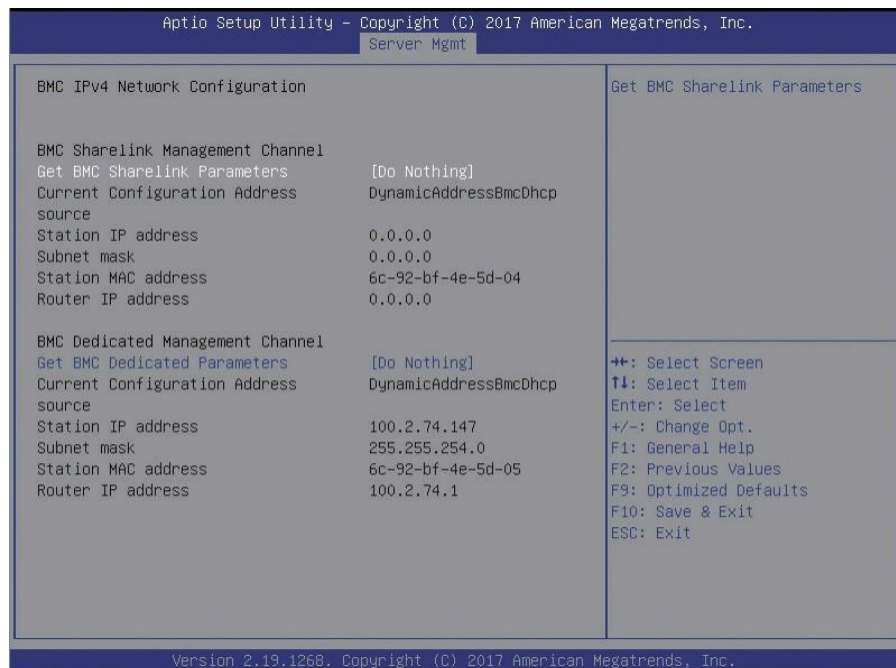 Aptio Setup Utility - Copyright (C) 2017 American Megatrends, Inc.
Server Mgmt
BMC IPv4 Network Configuration
BMC Sharelink Management Channel
Get BMC Sharelink Parameters [Do Nothing]
Current Configuration Address DynamicAddressBmcDhcp
source
Station IP address 0.0.0.0
Subnet mask 0.0.0.0
Station MAC address 6c-92-bf-4e-5d-04
Router IP address 0.0.0.0
BMC Dedicated Management Channel
Get BMC Dedicated Parameters [Do Nothing]
Current Configuration Address DynamicAddressBmcDhcp
source
Station IP address 100.2.74.147
Subnet mask 255.255.254.0
Station MAC address 6c-92-bf-4e-5d-05
Router IP address 100.2.74.1
Get BMC Sharelink Parameters
→←: Select Screen
↑↓: Select Item
Enter: Select
+/-: Change Opt.
F1: General Help
F2: Previous Values
F9: Optimized Defaults
F10: Save & Exit
ESC: Exit
Version 2.19.1268. Copyright (C) 2017 American Megatrends, Inc.